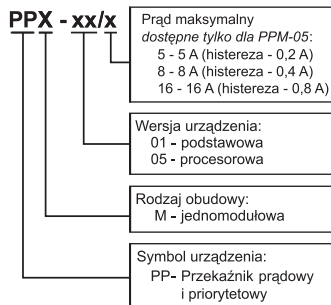 PPX - xx/x
Prąd maksymalny
dostępne tylko dla PPM-05:
5 - 5 A (histereza - 0,2 A)
8 - 8 A (histereza - 0,4 A)
16 - 16 A (histereza - 0,8 A)
Wersja urządzenia:
01 - podstawowa
05 - procesorowa
Rodzaj obudowy:
M - jednomodułowa
Symbol urządzenia:
PP- Przekaźnik prądowy
i priorytetowy